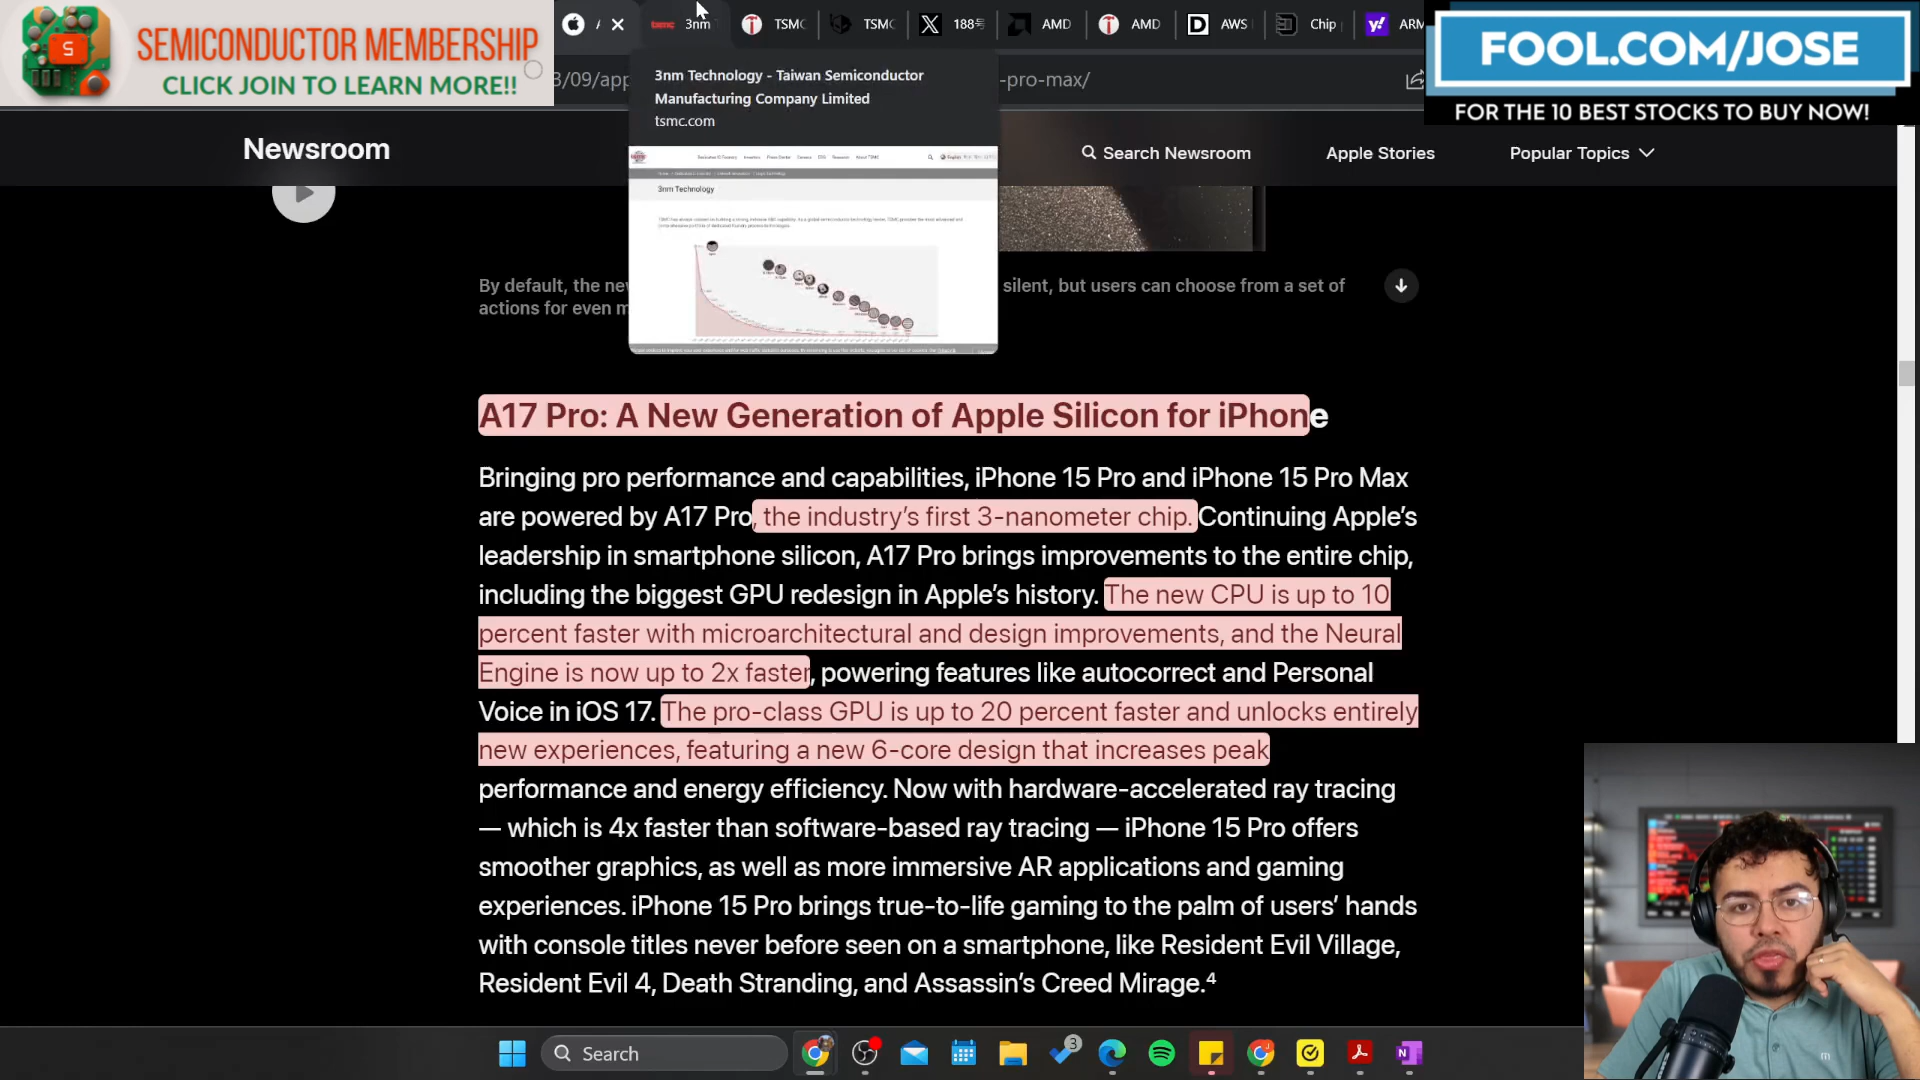 SEMICONDUCTOR MEMBERSHIP
CLICK JOIN TO LEARN MORE!!
S
tsmc 3nm
TSMC
TSMC
188号
AMD
AMD
AWS
Chip
ARM
FOOL.COM/JOSE
FOR THE 10 BEST STOCKS TO BUY NOW!
3/09/app
-pro-max/
3nm Technology - Taiwan Semiconductor
Manufacturing Company Limited
tsmc.com
3nm Technology
Newsroom
Search Newsroom
Apple Stories
Popular Topics
By default, the ne
silent, but users can choose from a set of
actions for even m
A17 Pro: A New Generation of Apple Silicon for iPhone
Bringing pro performance and capabilities, iPhone 15 Pro and iPhone 15 Pro Max
are powered by A17 Pro, the industry’s first 3-nanometer chip. Continuing Apple’s
leadership in smartphone silicon, A17 Pro brings improvements to the entire chip,
including the biggest GPU redesign in Apple’s history. The new CPU is up to 10
percent faster with microarchitectural and design improvements, and the Neural
Engine is now up to 2x faster, powering features like autocorrect and Personal
Voice in iOS 17. The pro-class GPU is up to 20 percent faster and unlocks entirely
new experiences, featuring a new 6-core design that increases peak
performance and energy efficiency. Now with hardware-accelerated ray tracing
— which is 4x faster than software-based ray tracing — iPhone 15 Pro offers
smoother graphics, as well as more immersive AR applications and gaming
experiences. iPhone 15 Pro brings true-to-life gaming to the palm of users’ hands
with console titles never before seen on a smartphone, like Resident Evil Village,
Resident Evil 4, Death Stranding, and Assassin’s Creed Mirage.⁴
Search
3